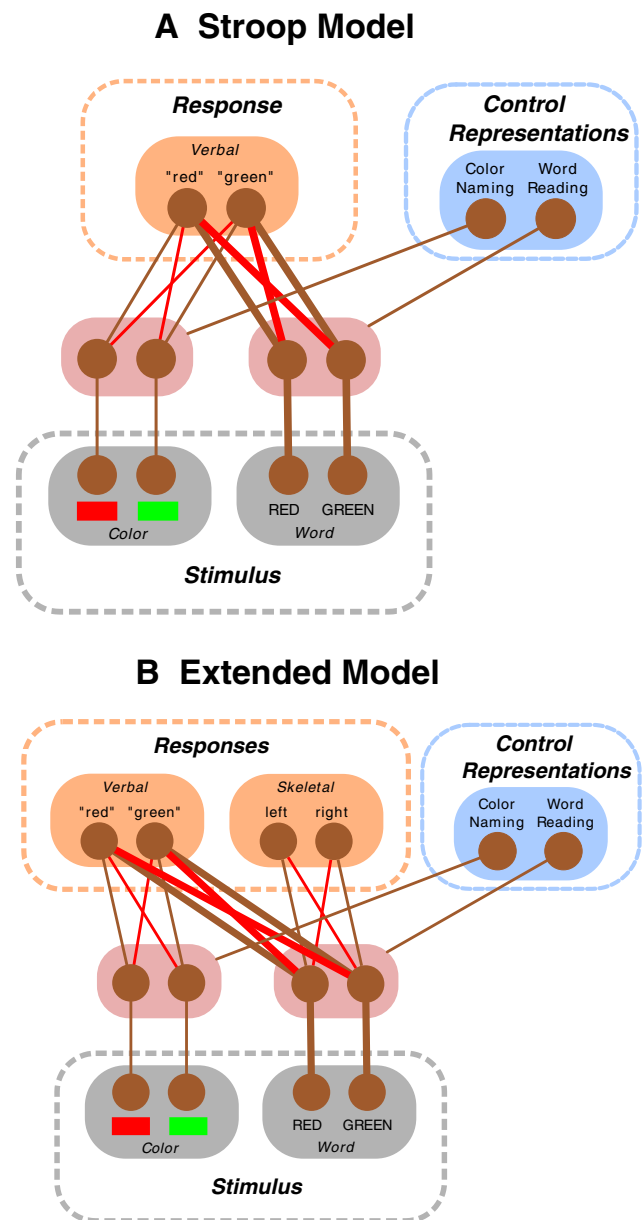 A Stroop Model
Response
Control
Representations
Verbal
"red" "green"
Color Word
Naming Reading
RED GREEN
Color Word
Stimulus
B Extended Model
Responses
Control
Representations
Verbal Skeletal
"red" "green" left right
Color Word
Naming Reading
RED GREEN
Color Word
Stimulus